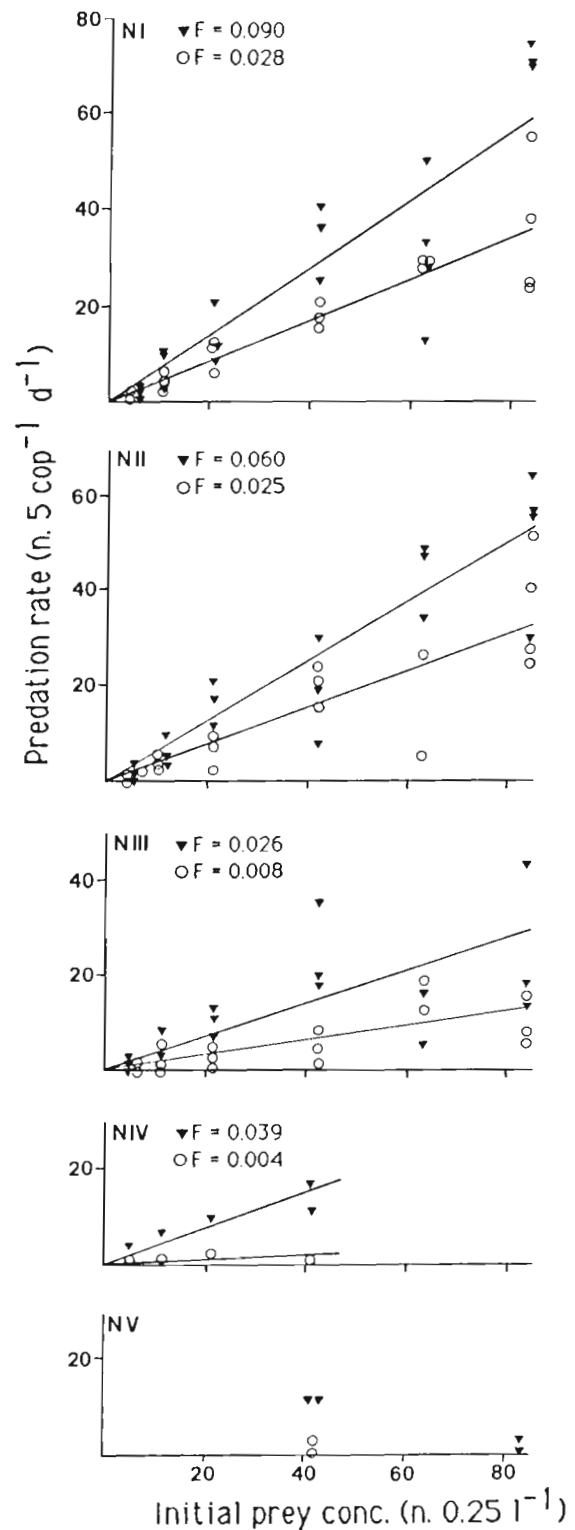 80
NI ▼ F = 0.090
○ F = 0.028
60
40
20
Predation rate (n. 5 cop⁻¹ d⁻¹)
NII ▼ F = 0.060
○ F = 0.025
60
40
20
NIII ▼ F = 0.026
○ F = 0.008
40
20
NIV ▼ F = 0.039
○ F = 0.004
20
NV
20
20 40 60 80
Initial prey conc. (n. 0.25 l⁻¹)